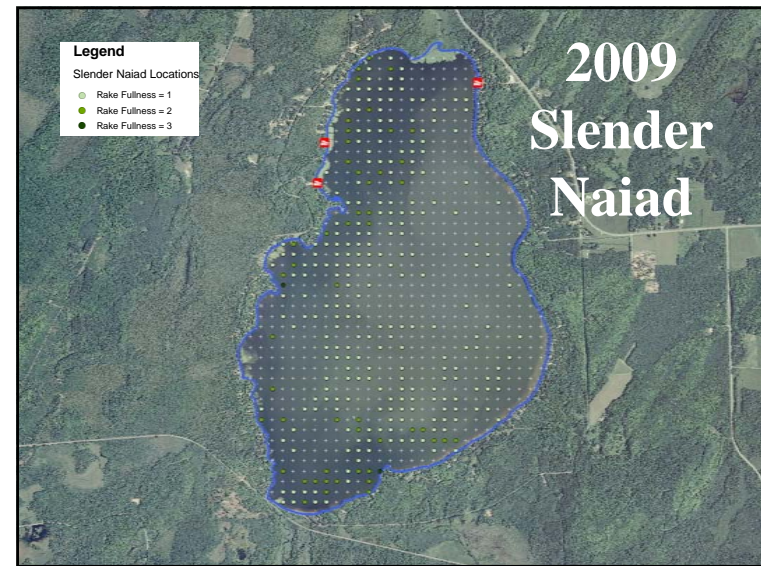 Legend
Slender Naiad Locations
Rake Fullness = 1
Rake Fullness = 2
Rake Fullness = 3
2009
Slender
Naiad